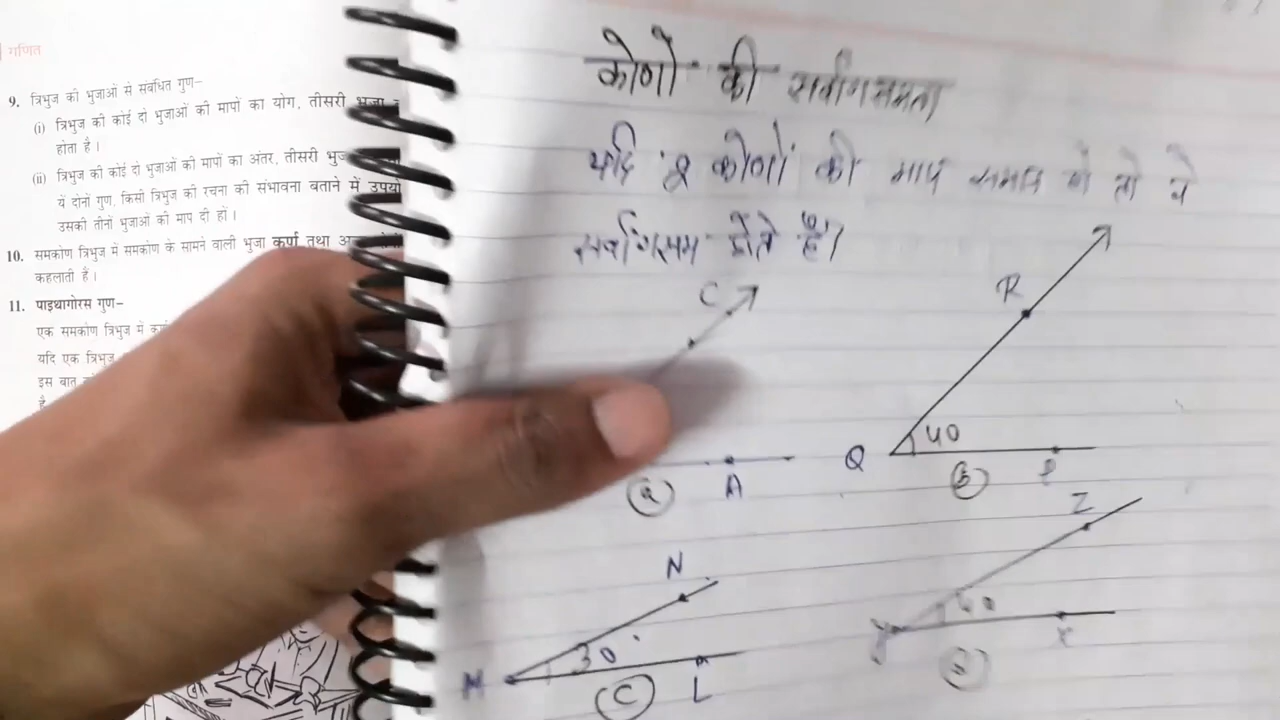 गणित
9. त्रिभुज की भुजाओं से संबंधित गुण–
(i) त्रिभुज की कोई दो भुजाओं की मापों का योग, तीसरी भुजा
होता है।
(ii) त्रिभुज की कोई दो भुजाओं की मापों का अंतर, तीसरी
ये दोनों गुण, किसी त्रिभुज की रचना की संभावना बताने में
उसकी तीनों भुजाओं की माप दी हों।
10. समकोण त्रिभुज में समकोण के सामने वाली भुजा कर्ण तथा
कहलाती हैं।
11. पाइथागोरस गुण–
एक समकोण त्रिभुज में
यदि एक त्रिभुज
इस बात
है
कोणों की सर्वांगसमता
यदि 2 कोणों की माप समान हो तो वे
सर्वांगसम होते हैं।
C
R
40
Q
P
A
(a)
(b)
Z
N
60
Y
X
30°
M
L
(C)